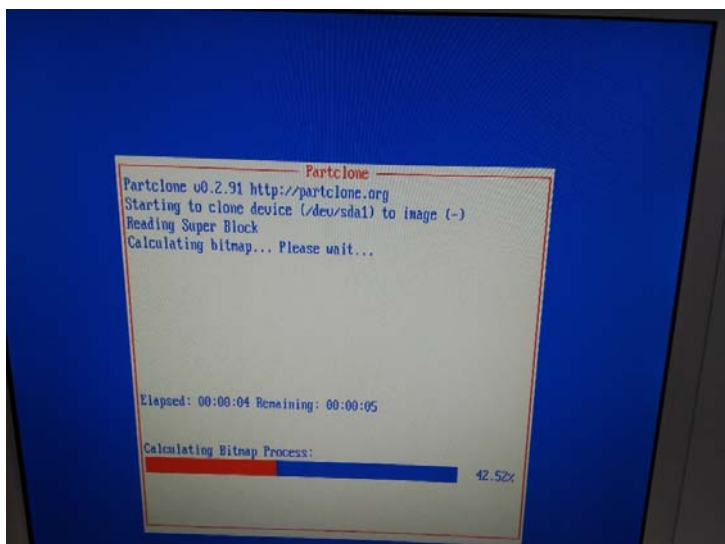 Partclone
Partclone v0.2.91 http://partclone.org
Starting to clone device (/dev/sda1) to image (-)
Reading Super Block
Calculating bitmap... Please wait...
Elapsed: 00:00:04 Remaining: 00:00:05
Calculating Bitmap Process:
42.52%